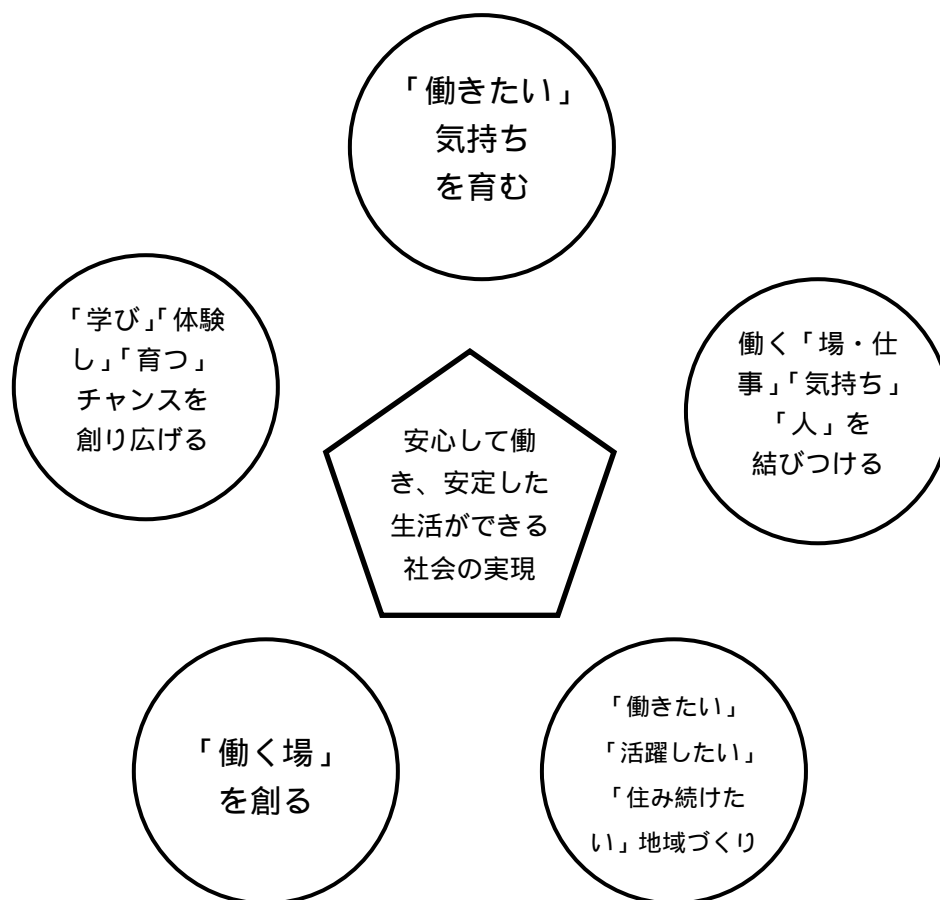 「働きたい」
気持ち
を育む
「学び」「体験
し」「育つ」
チャンスを
創り広げる
働く「場・仕
事」「気持ち」
「人」を
結びつける
安心して働
き、安定した
生活ができる
社会の実現
「働く場」
を創る
「働きたい」
「活躍したい」
「住み続けた
い」地域づくり